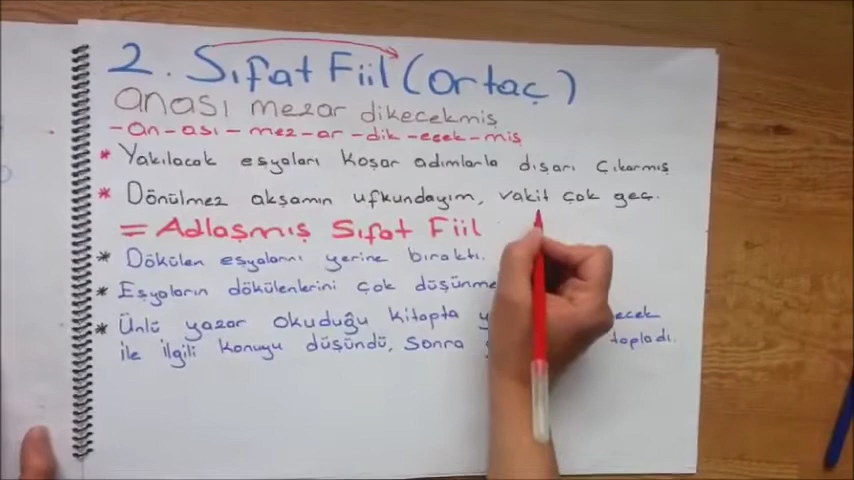 2. Sıfat Fiil (Ortaç)
anası mezar dikecekmiş
-an-ası-mez-ar-dik-ecek-miş
* Yakılacak eşyaları koşar adımlarla dışarı çıkarmış
* Dönülmez akşamın ufkundayım, vakit çok geç.
= Adlaşmış Sıfat Fiil
* Dökülen eşyalarını yerine bıraktı.
* Eşyaların dökülenlerini çok düşünme
* Ünlü yazar okuduğu kitapta
ile ilgili konuyu düşündü, sonra topladı.